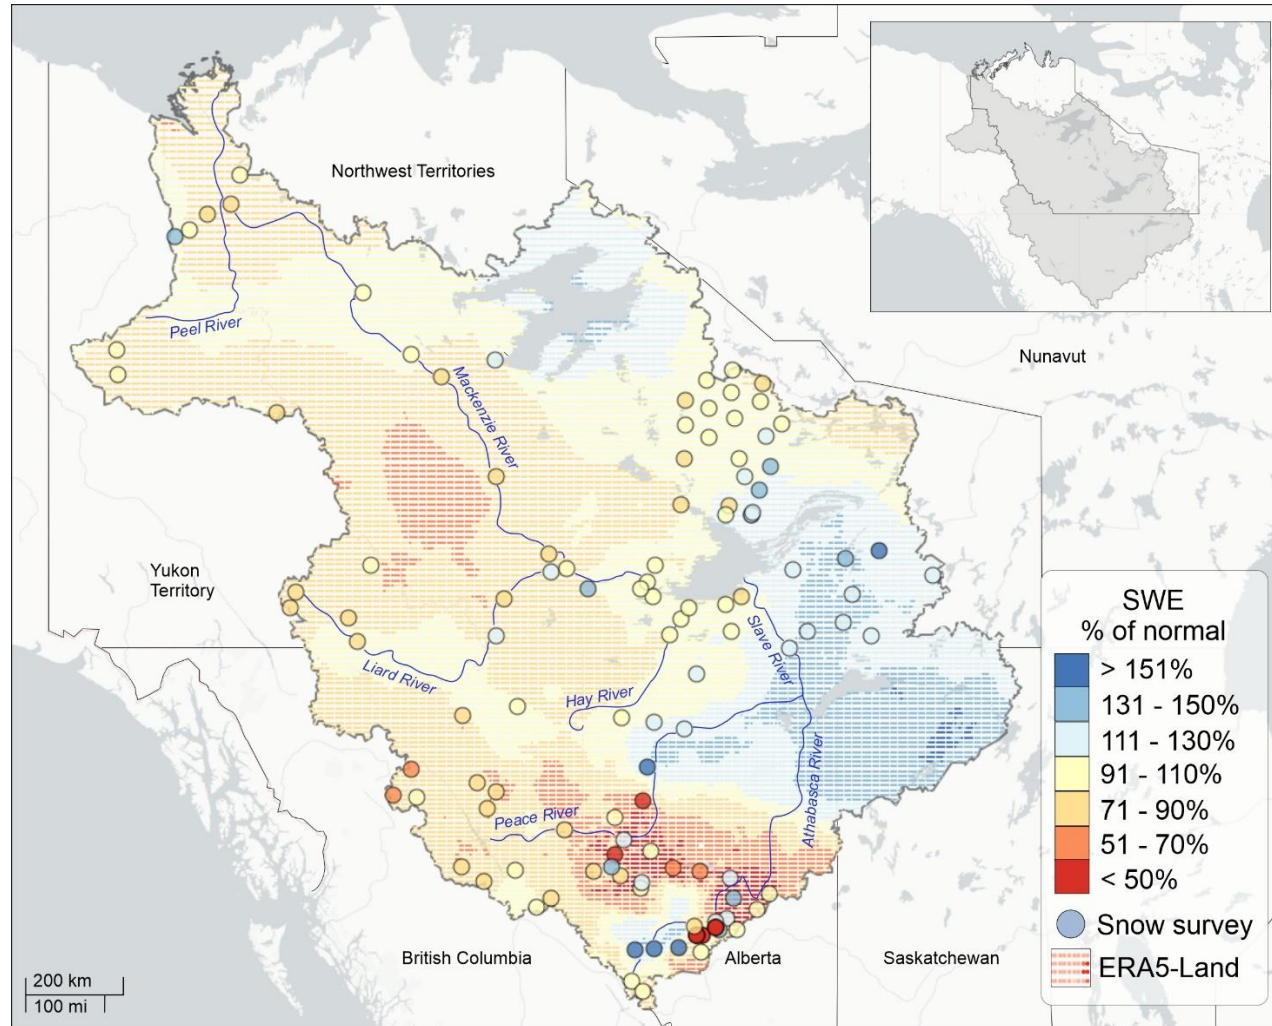 Northwest Territories
Peel River
Nunavut
Mackenzie River
Yukon
Territory
Slave River
Liard River
Hay River
Athabasca River
Peace River
British Columbia
Alberta
Saskatchewan
200 km
100 mi
SWE
% of normal
> 151%
131 - 150%
111 - 130%
91 - 110%
71 - 90%
51 - 70%
< 50%
Snow survey
ERA5-Land